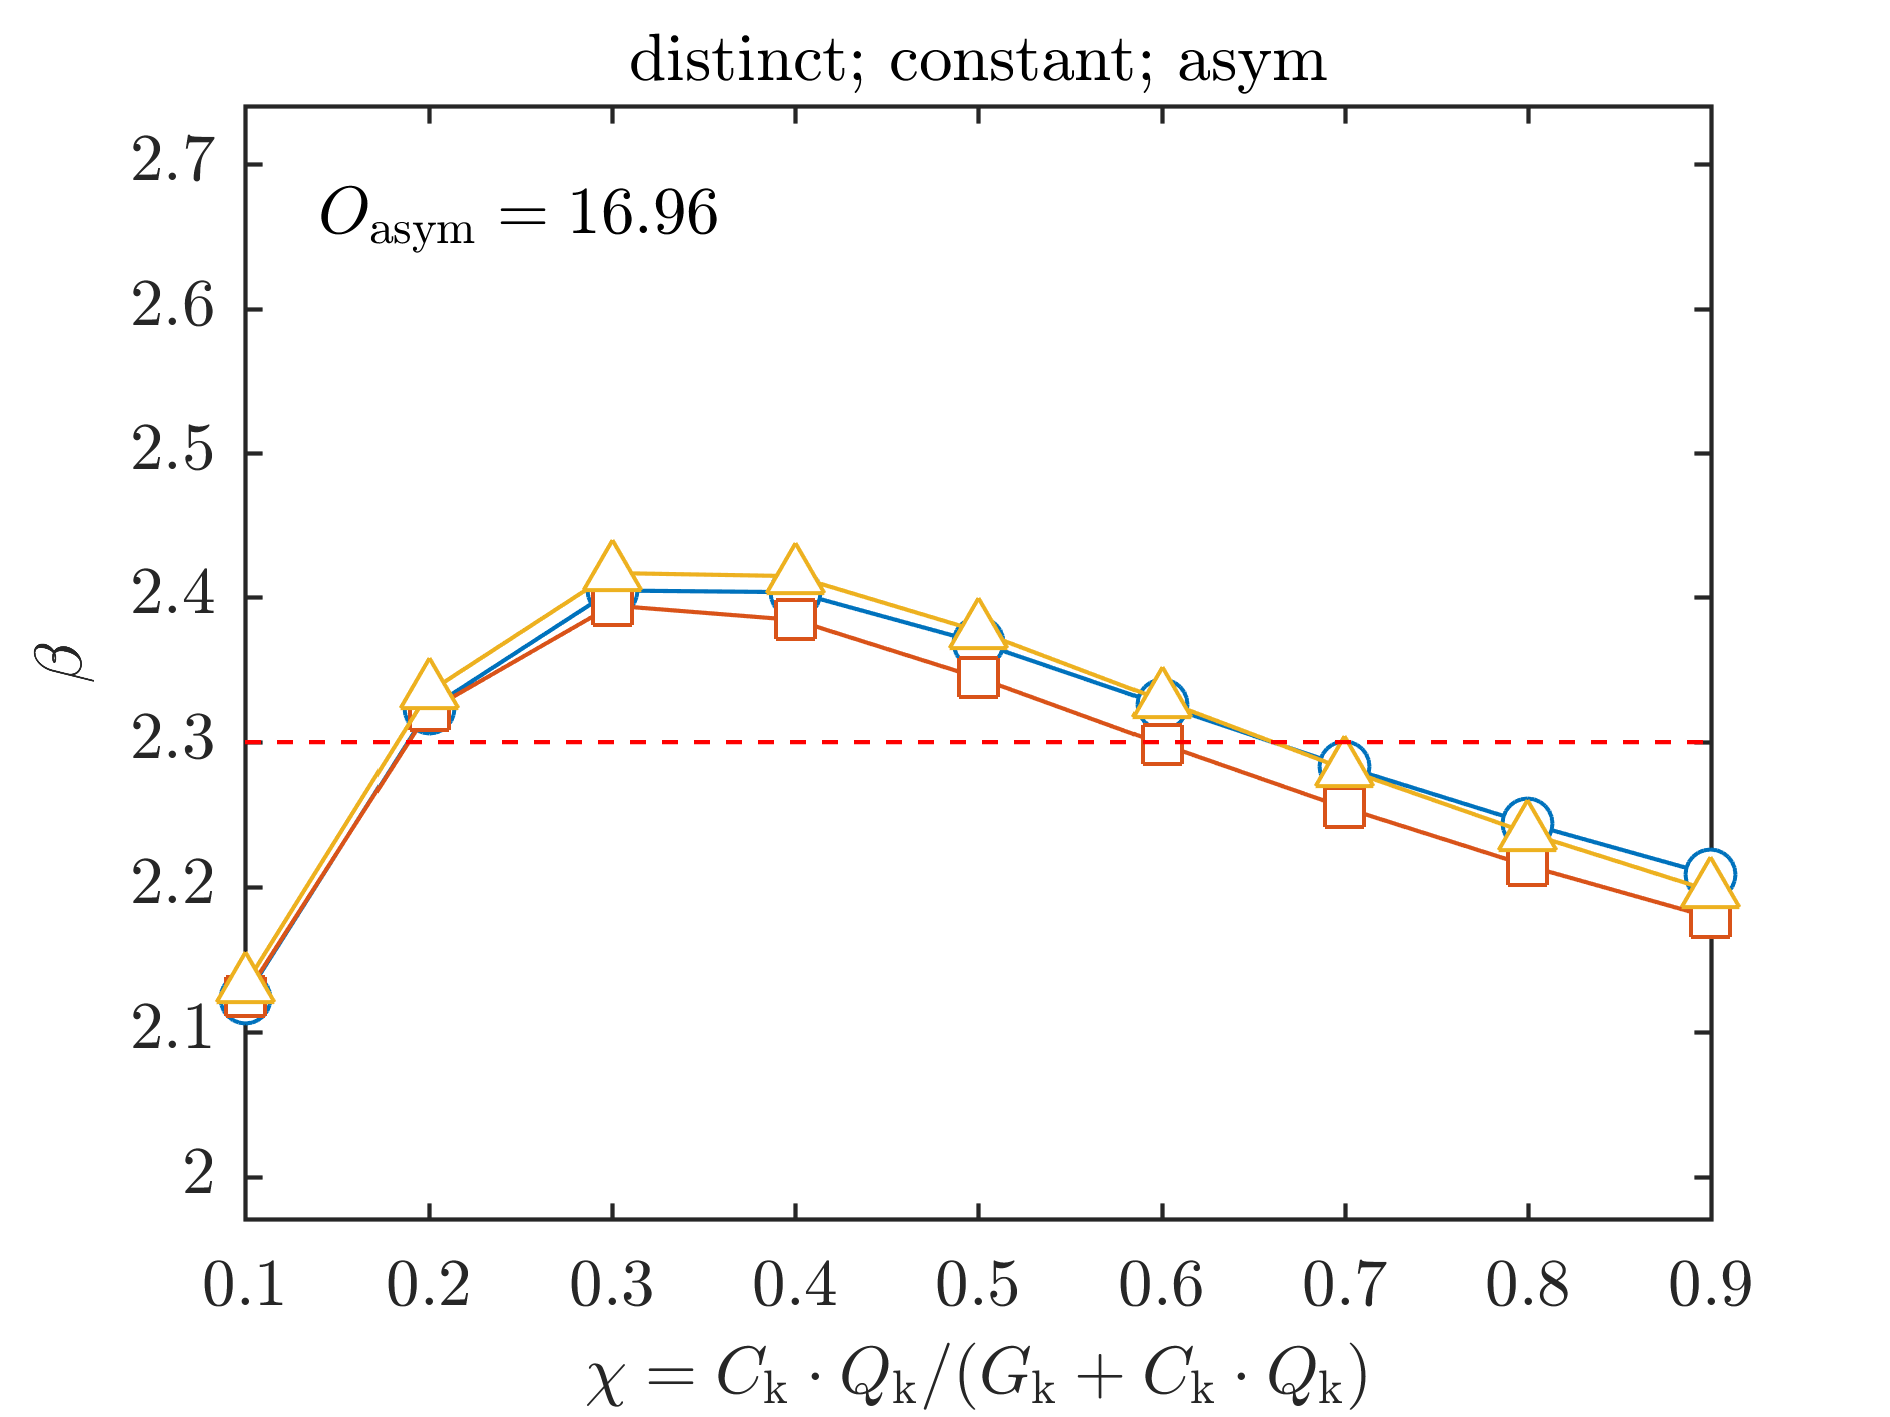 distinct; constant; asym
2.7
O_asym = 16.96
2.6
2.5
2.4
β
2.3
2.2
2.1
2
0.1 0.2 0.3 0.4 0.5 0.6 0.7 0.8 0.9
χ = C_k · Q_k/(G_k + C_k · Q_k)